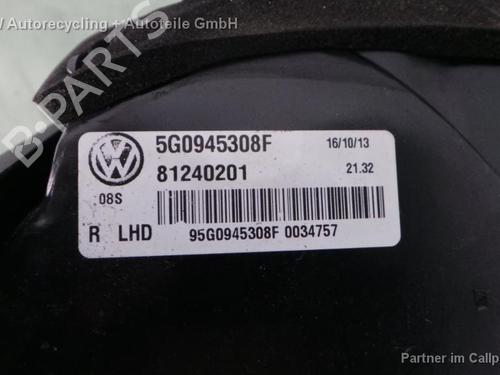 Autorecycling + Autoteile GmbH
B-PARTS
5G0945308F 16/10/13
81240201 21.32
08S
R LHD 95G0945308F 0034757
Partner im Callp